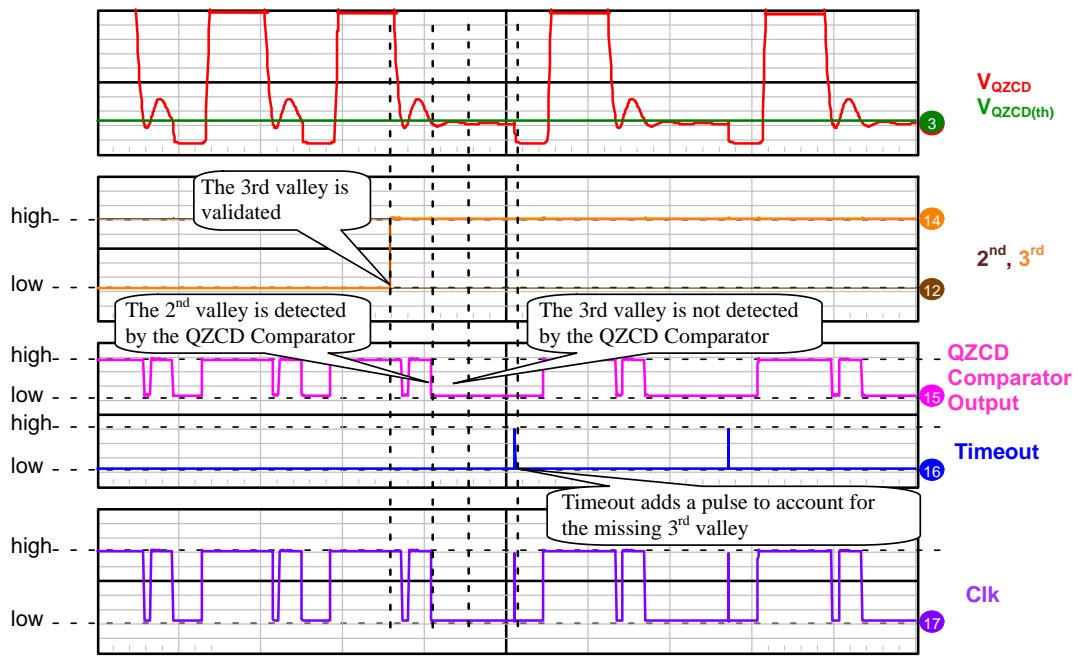 V_QZCD
V_QZCD(th)
3
The 3rd valley is
validated
high
14
2nd, 3rd
low
12
The 2nd valley is detected
by the QZCD Comparator
The 3rd valley is not detected
by the QZCD Comparator
high
QZCD
Comparator
Output
low
15
high
Timeout
low
16
Timeout adds a pulse to account for
the missing 3rd valley
high
Clk
low
17